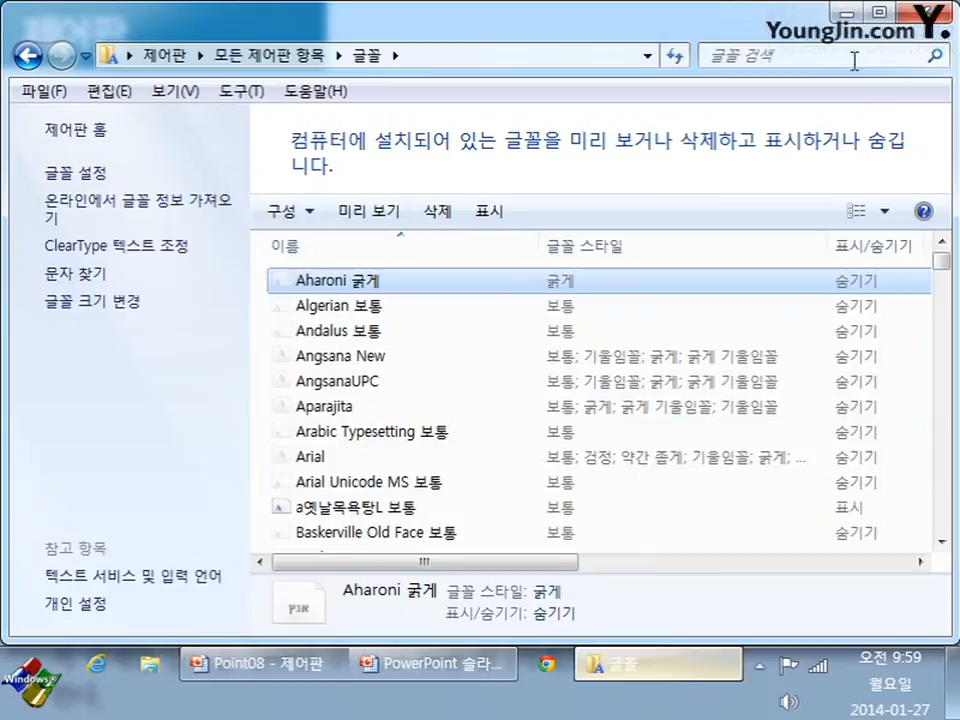 YoungJin.com Y.
제어판 모든 제어판 항목 글꼴
글꼴 검색
파일(F) 편집(E) 보기(V) 도구(T) 도움말(H)
제어판 홈
글꼴 설정
온라인에서 글꼴 정보 가져오
기
ClearType 텍스트 조정
문자 찾기
글꼴 크기 변경
참고 항목
텍스트 서비스 및 입력 언어
개인 설정
컴퓨터에 설치되어 있는 글꼴을 미리 보거나 삭제하고 표시하거나 숨깁
니다.
구성 미리 보기 삭제 표시
이름 글꼴 스타일 표시/숨기기
Aharoni 굵게 굵게 숨기기
Algerian 보통 보통 숨기기
Andalus 보통 보통 숨기기
Angsana New 보통; 기울임꼴; 굵게; 굵게 기울임꼴 숨기기
AngsanaUPC 보통; 기울임꼴; 굵게; 굵게 기울임꼴 숨기기
Aparajita 보통; 굵게; 굵게 기울임꼴; 기울임꼴 숨기기
Arabic Typesetting 보통 보통 숨기기
Arial 보통; 검정; 약간 좁게; 기울임꼴; 굵게; ... 숨기기
Arial Unicode MS 보통 보통 숨기기
a옛날목욕탕L 보통 보통 표시
Baskerville Old Face 보통 보통 숨기기
Aharoni 굵게 글꼴 스타일: 굵게
표시/숨기기: 숨기기
אבץ
Windows
Point08 - 제어판
PowerPoint 슬라...
글꼴
오전 9:59
월요일
2014-01-27